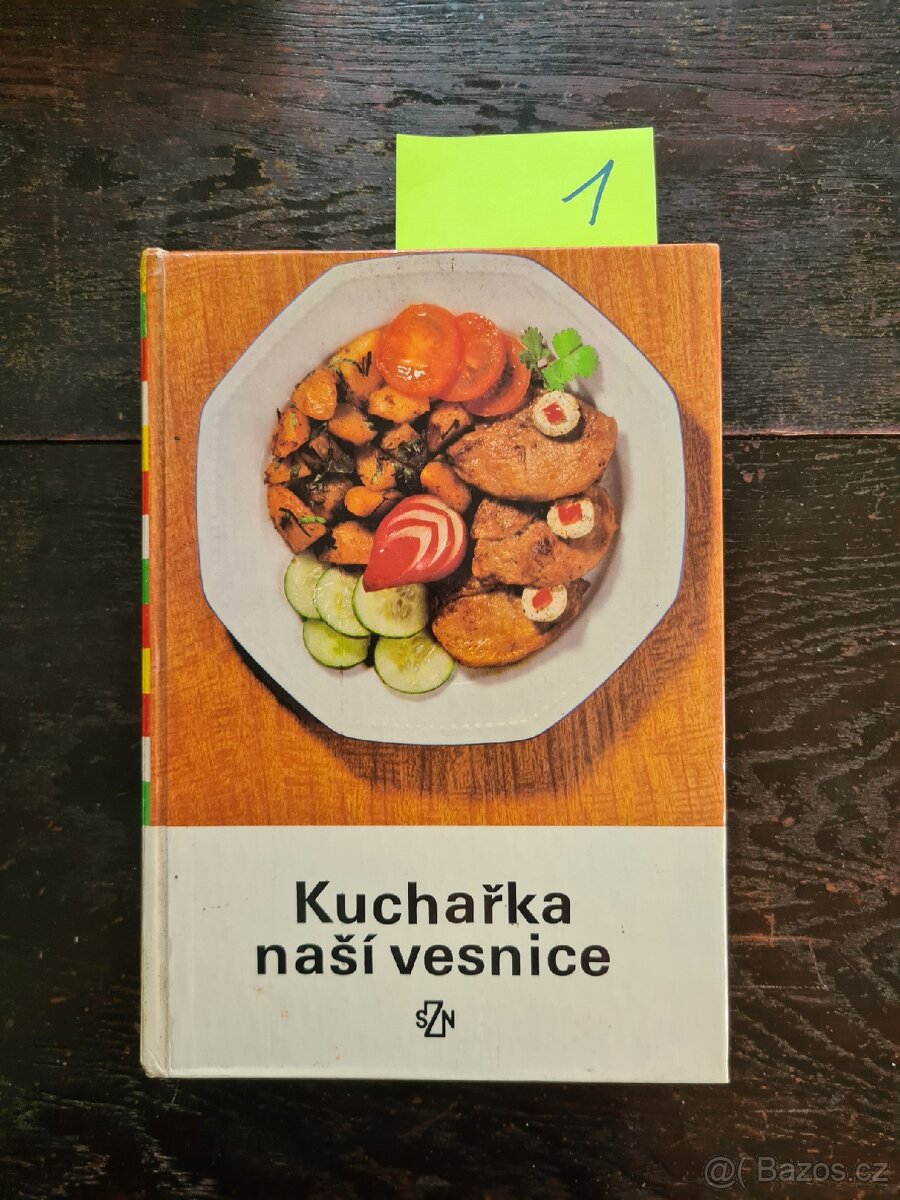 1
Kuchařka
naší vesnice
SZN
@( Bazos.cz